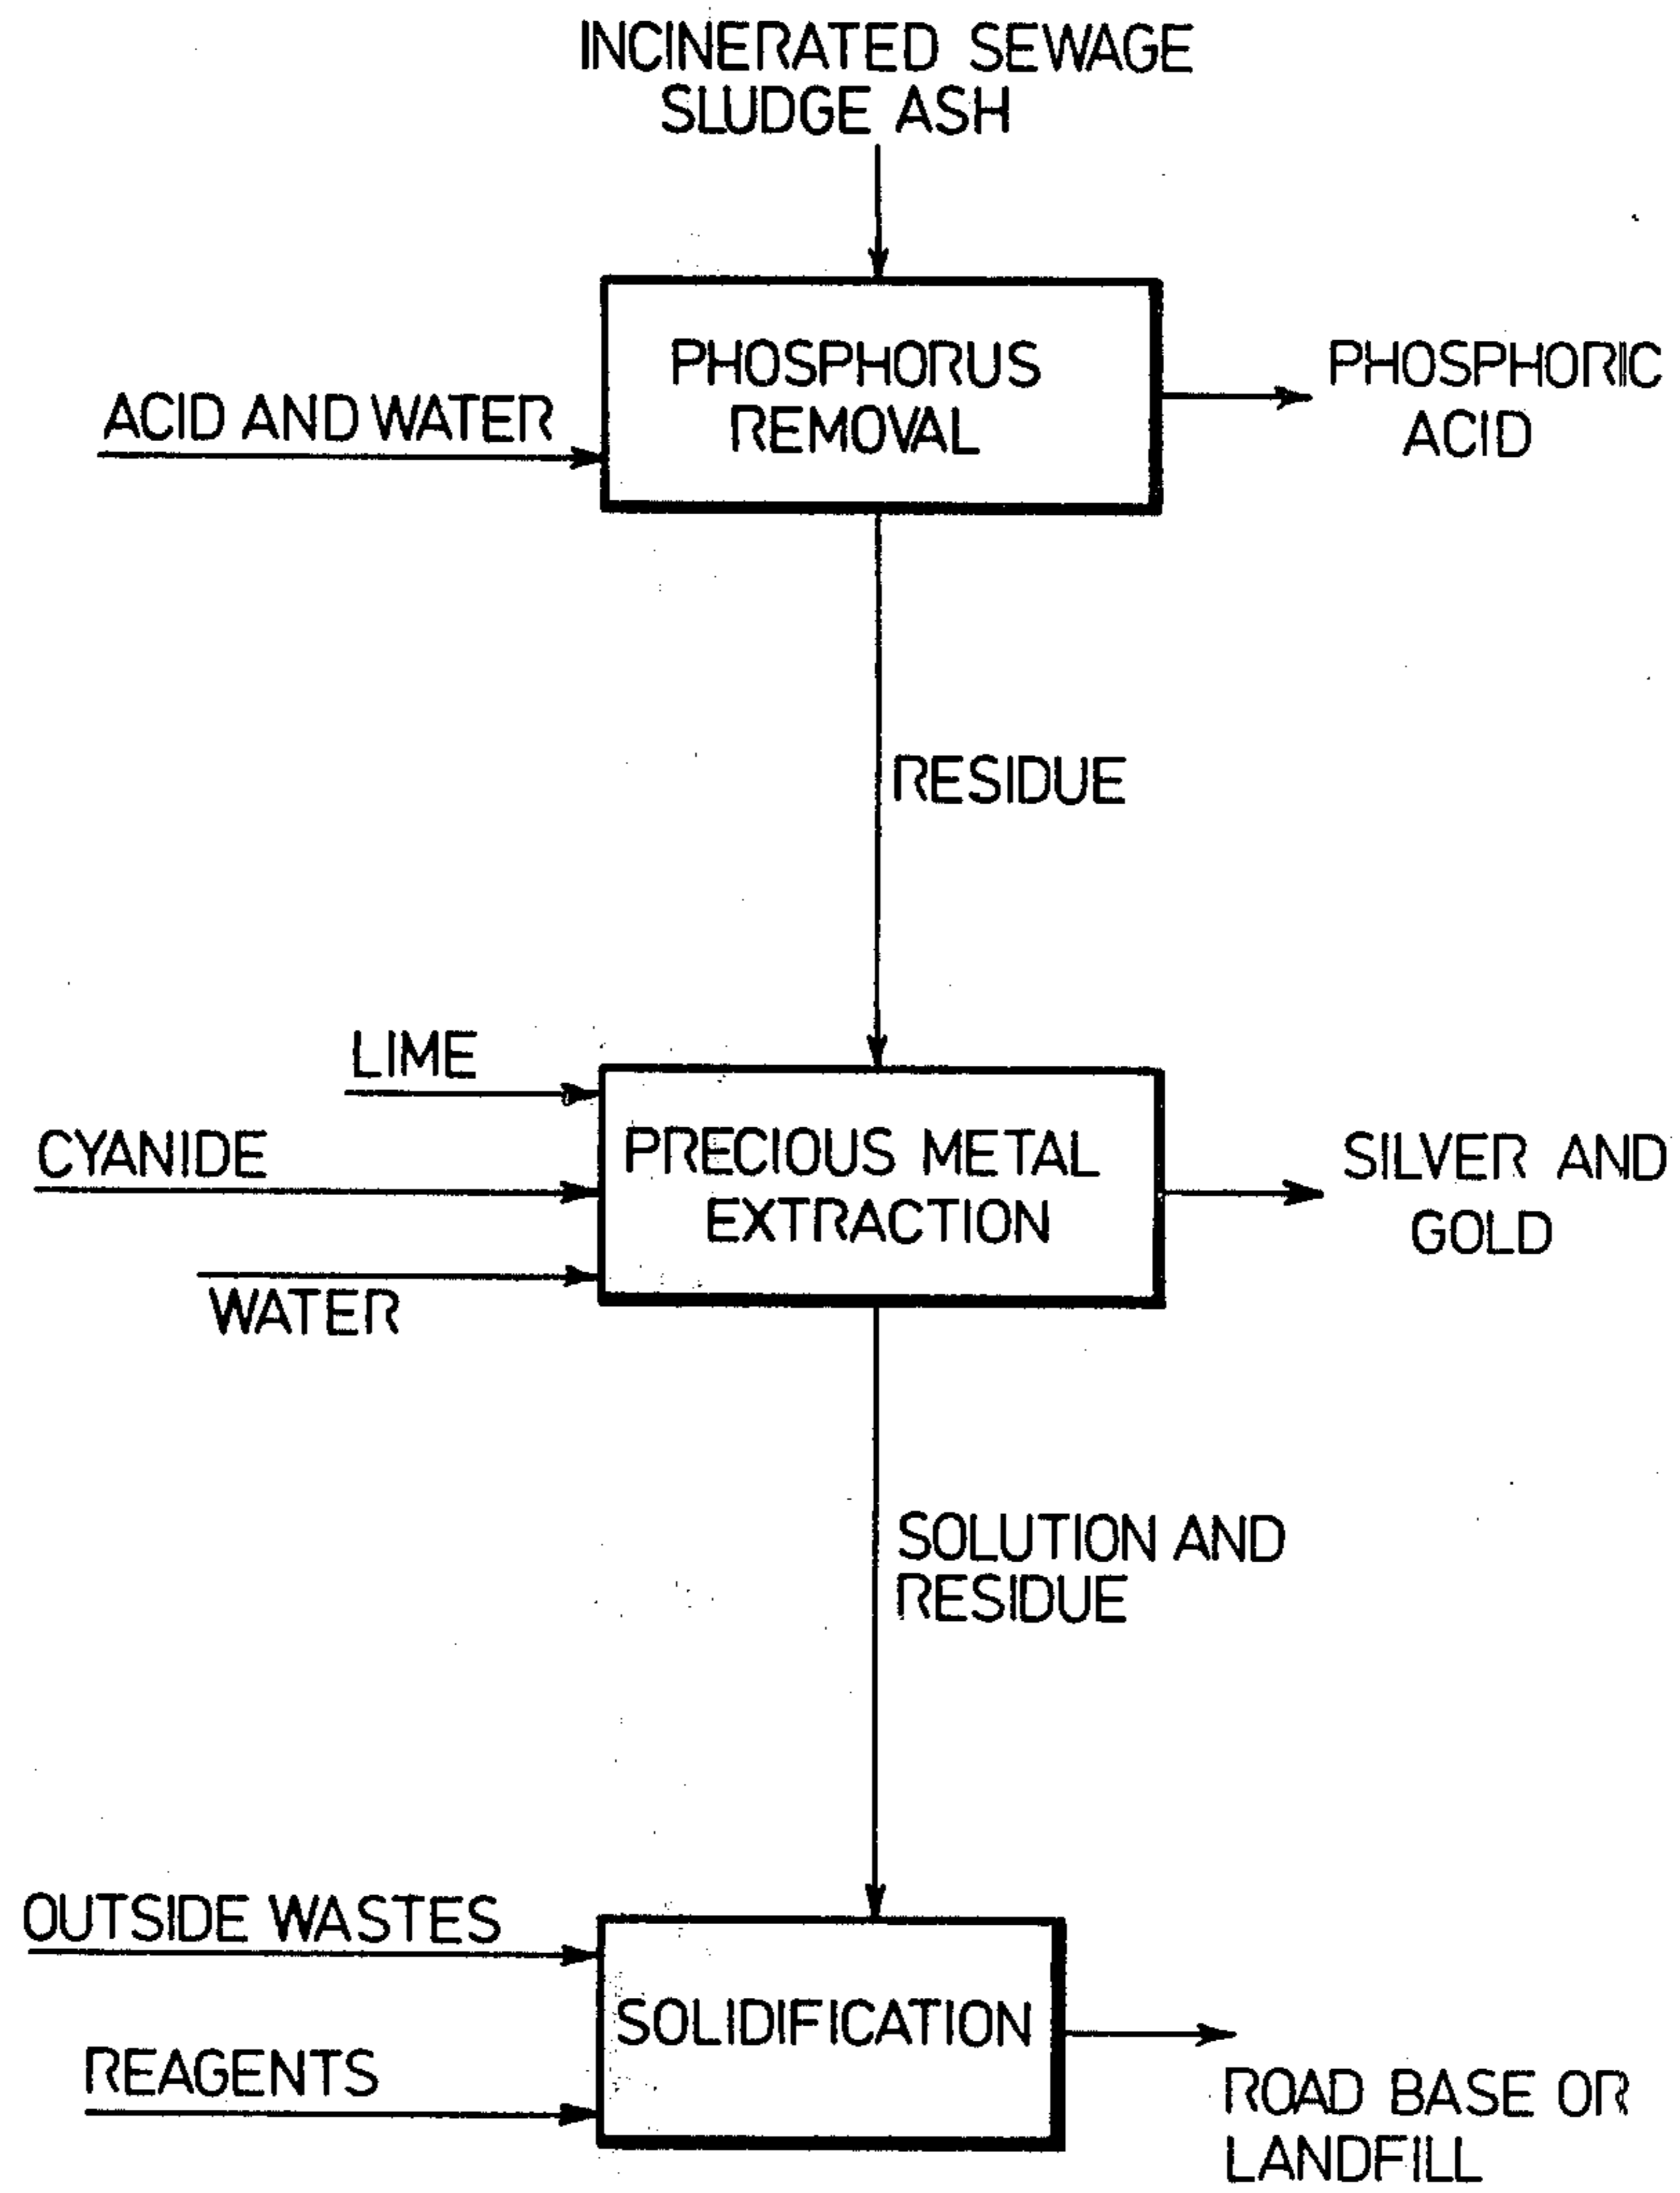 INCINERATED SEWAGE
SLUDGE ASH
PHOSPHORUS
REMOVAL
PHOSPHORIC
ACID
ACID AND WATER
RESIDUE
LIME
CYANIDE
WATER
PRECIOUS METAL
EXTRACTION
SILVER AND
GOLD
SOLUTION AND
RESIDUE
OUTSIDE WASTES
REAGENTS
SOLIDIFICATION
ROAD BASE OR
LANDFILL